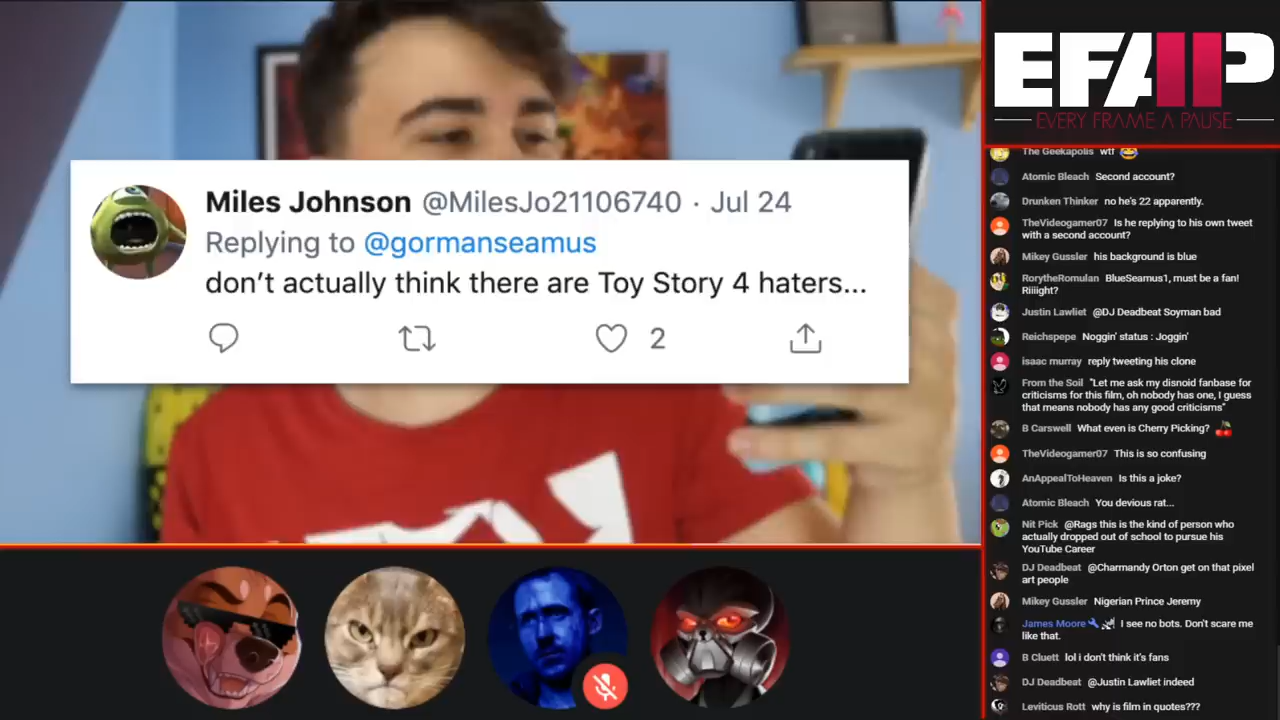 Miles Johnson @MilesJo21106740 · Jul 24
Replying to @gormanseamus
don't actually think there are Toy Story 4 haters...
2
EFAP
EVERY FRAME A PAUSE
The Geekapolis wtf
Atomic Bleach Second account?
Drunken Thinker no he's 22 apparently.
TheVideogamer07 Is he replying to his own tweet
with a second account?
Mikey Gussler his background is blue
RorytheRomulan BlueSeamus1, must be a fan!
Riiiight?
Justin Lawliet @DJ Deadbeat Soyman bad
Reichspepe Noggin' status : Joggin'
isaac murray reply tweeting his clone
From the Soil "Let me ask my disnoid fanbase for
criticisms for this film, oh nobody has one, I guess
that means nobody has any good criticisms"
B Carswell What even is Cherry Picking?
TheVideogamer07 This is so confusing
AnAppealToHeaven Is this a joke?
Atomic Bleach You devious rat...
Nit Pick @Rags this is the kind of person who
actually dropped out of school to pursue his
YouTube Career
DJ Deadbeat @Charmandy Orton get on that pixel
art people
Mikey Gussler Nigerian Prince Jeremy
James Moore I see no bots. Don't scare me
like that.
B Cluett lol i don't think it's fans
DJ Deadbeat @Justin Lawliet indeed
Leviticus Rott why is film in quotes???